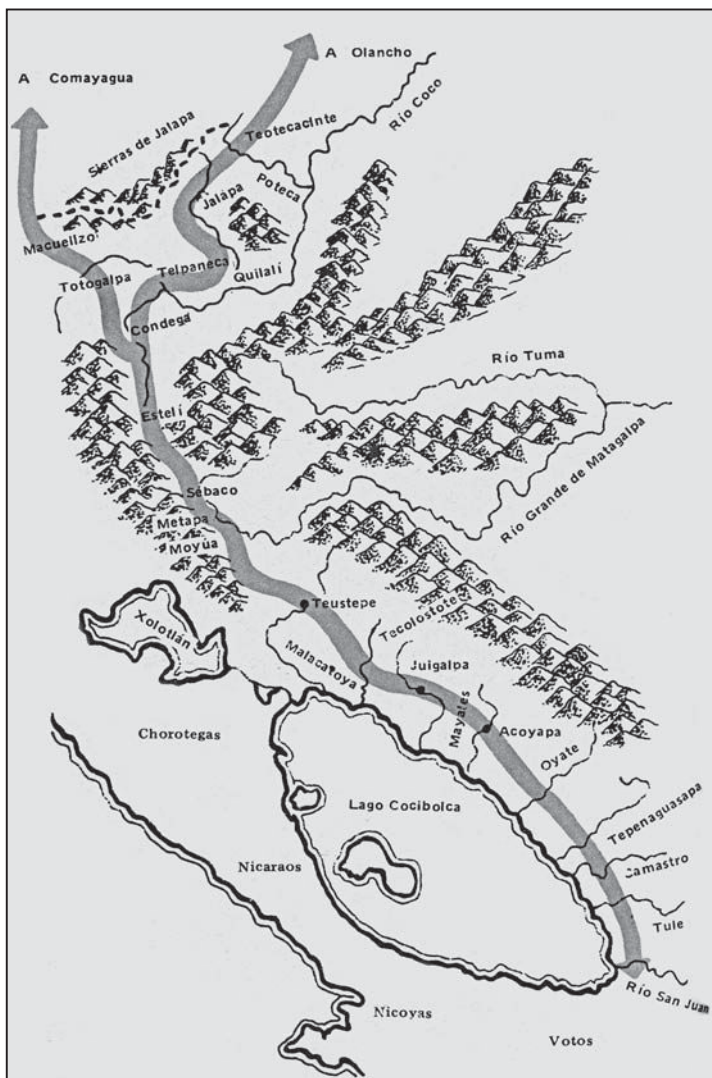 A Olancho
A Comayagua
Río Coco
Teotecacinte
Sierras de Jalapa
Poteca
Jalápa
Macuelizo
Telpaneca
Quilalí
Totogalpa
Condega
Río Tuma
Estelí
Sébaco
Río Grande de Matagalpa
Metapa
Moyúa
Teustepe
Tecolostote
Xolotlán
Malacatoya
Juigalpa
Mayales
Chorotegas
Acoyapa
Oyate
Lago Cocibolca
Tepenaguasapa
Camastro
Nicaraos
Tule
Río San Juan
Nicoyas
Votos